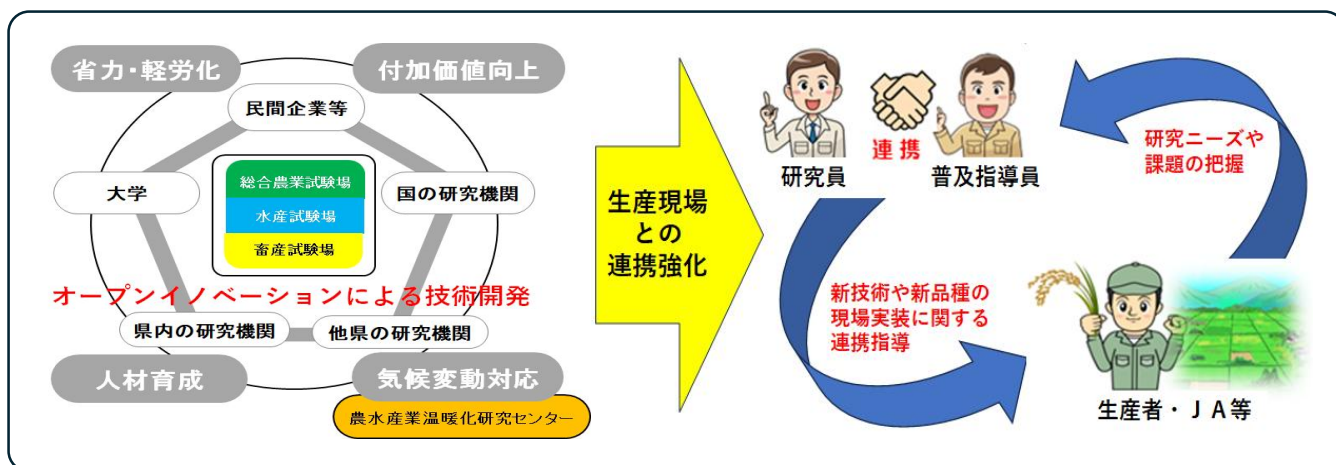 省力・軽労化
付加価値向上
民間企業等
大学
国の研究機関
総合農業試験場
水産試験場
畜産試験場
オープンイノベーションによる技術開発
県内の研究機関
他県の研究機関
人材育成
気候変動対応
農水産業温暖化研究センター
生産現場
との
連携強化
連携
研究員
普及指導員
研究ニーズや
課題の把握
新技術や新品種の
現場実装に関する
連携指導
生産者・ＪＡ等